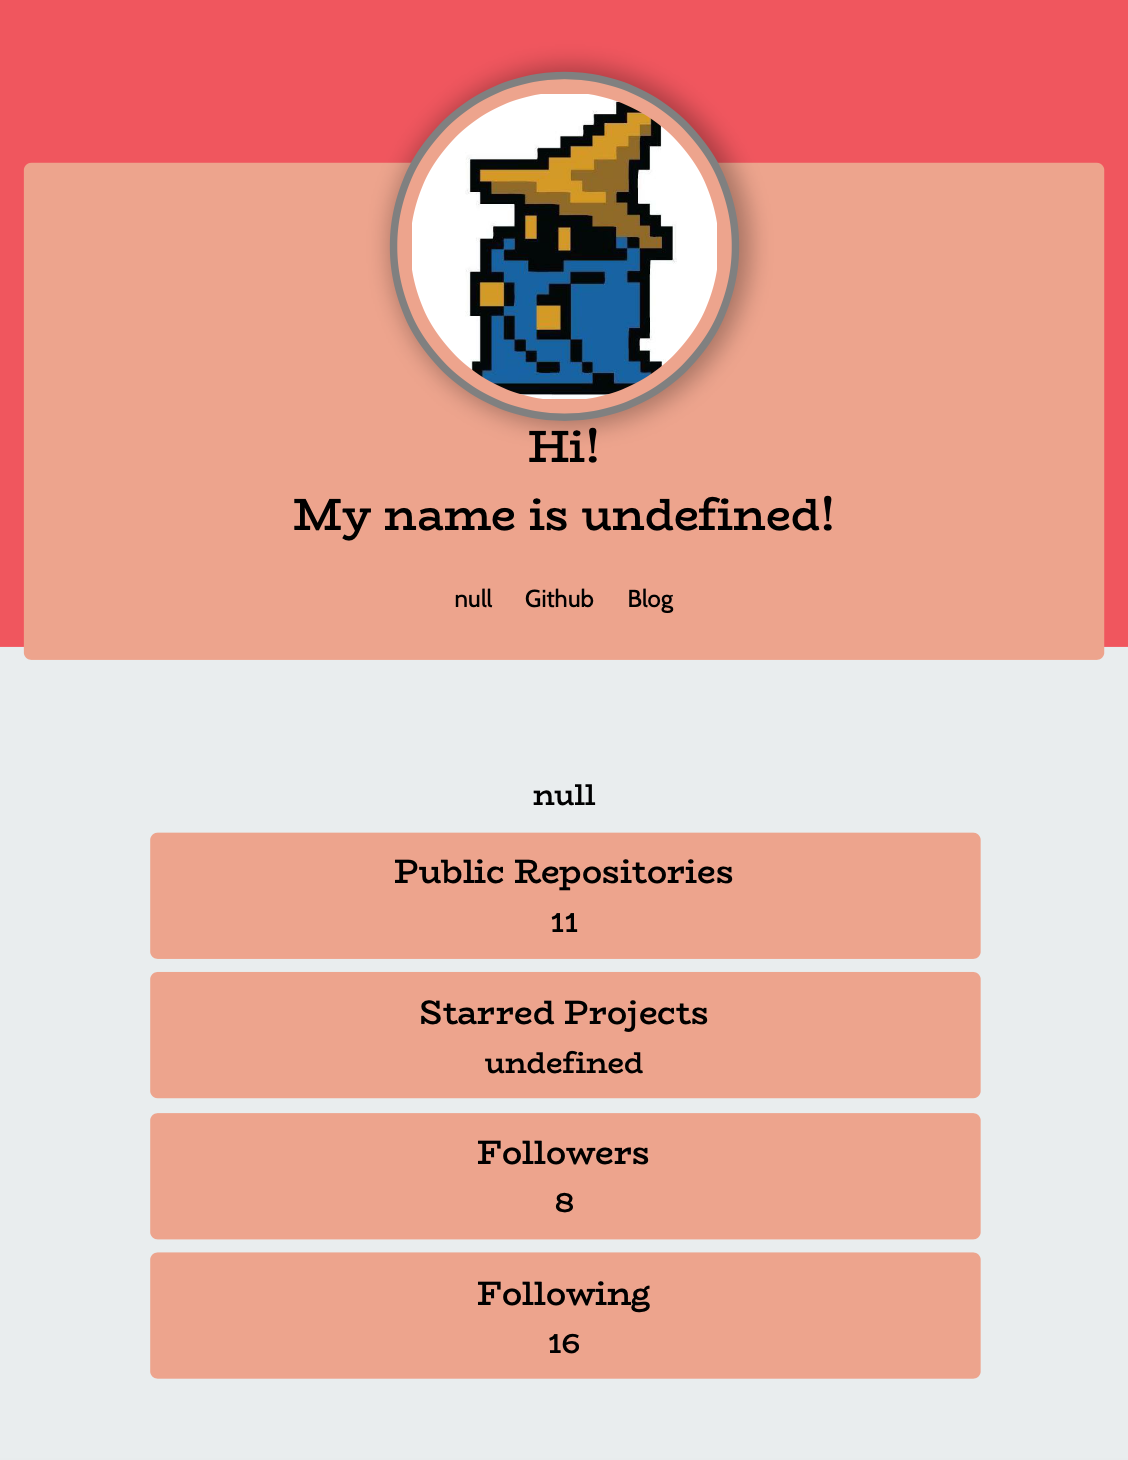 Hi!
My name is undefined!
null Github Blog
null
Public Repositories
11
Starred Projects
undefined
Followers
8
Following
16